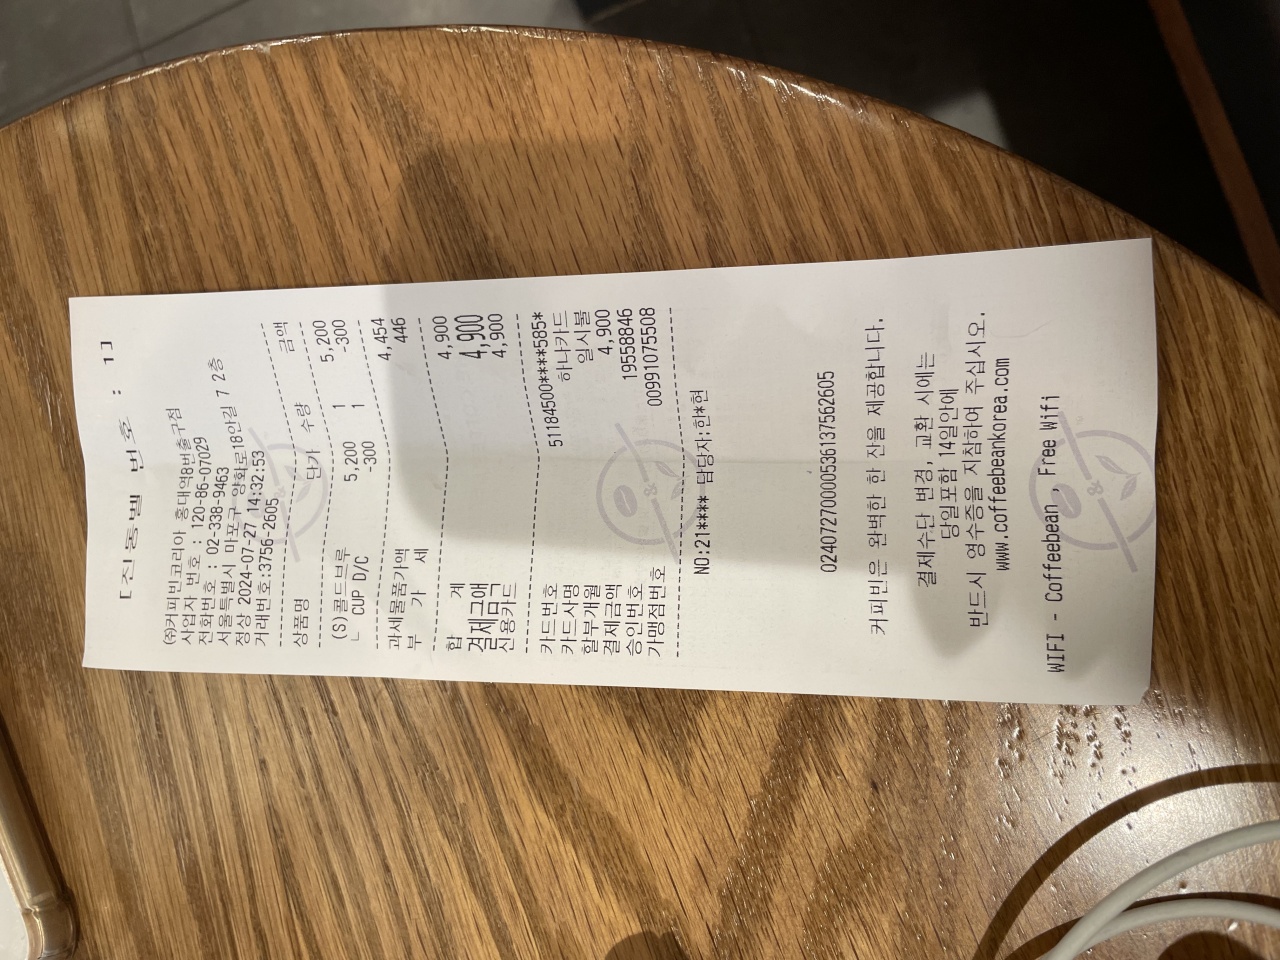 [ 진동벨 번호 : 1]
㈜커피빈코리아 홍대역8번출구점
사업자 번호 : 120-86-07029
전화번호 : 02-338-9463
서울특별시 마포구 양화로18안길 7 2층
정상 2024-07-27 14:32:53
거래번호:3756-2605
상품명 단가 수량 금액
(S)콜드브루 5,200 1 5,200
ㄴ CUP D/C -300 1 -300
과세물품가액 4,454
부 가 세 446
합 계 4,900
결제금액 4,900
신용카드 4,900
카드번호 51184500****585*
카드사명 하나카드
할부개월 일시불
결제금액 4,900
승인번호 19558846
가맹점번호 00991075508
NO:21**** 담당자:한*현
02407270000536137562605
커피빈은 완벽한 한 잔을 제공합니다.
결제수단 변경, 교환 시에는
당일포함 14일안에
반드시 영수증을 지참하여 주십시오.
www.coffeebeankorea.com
WIFI - Coffeebean , Free Wifi